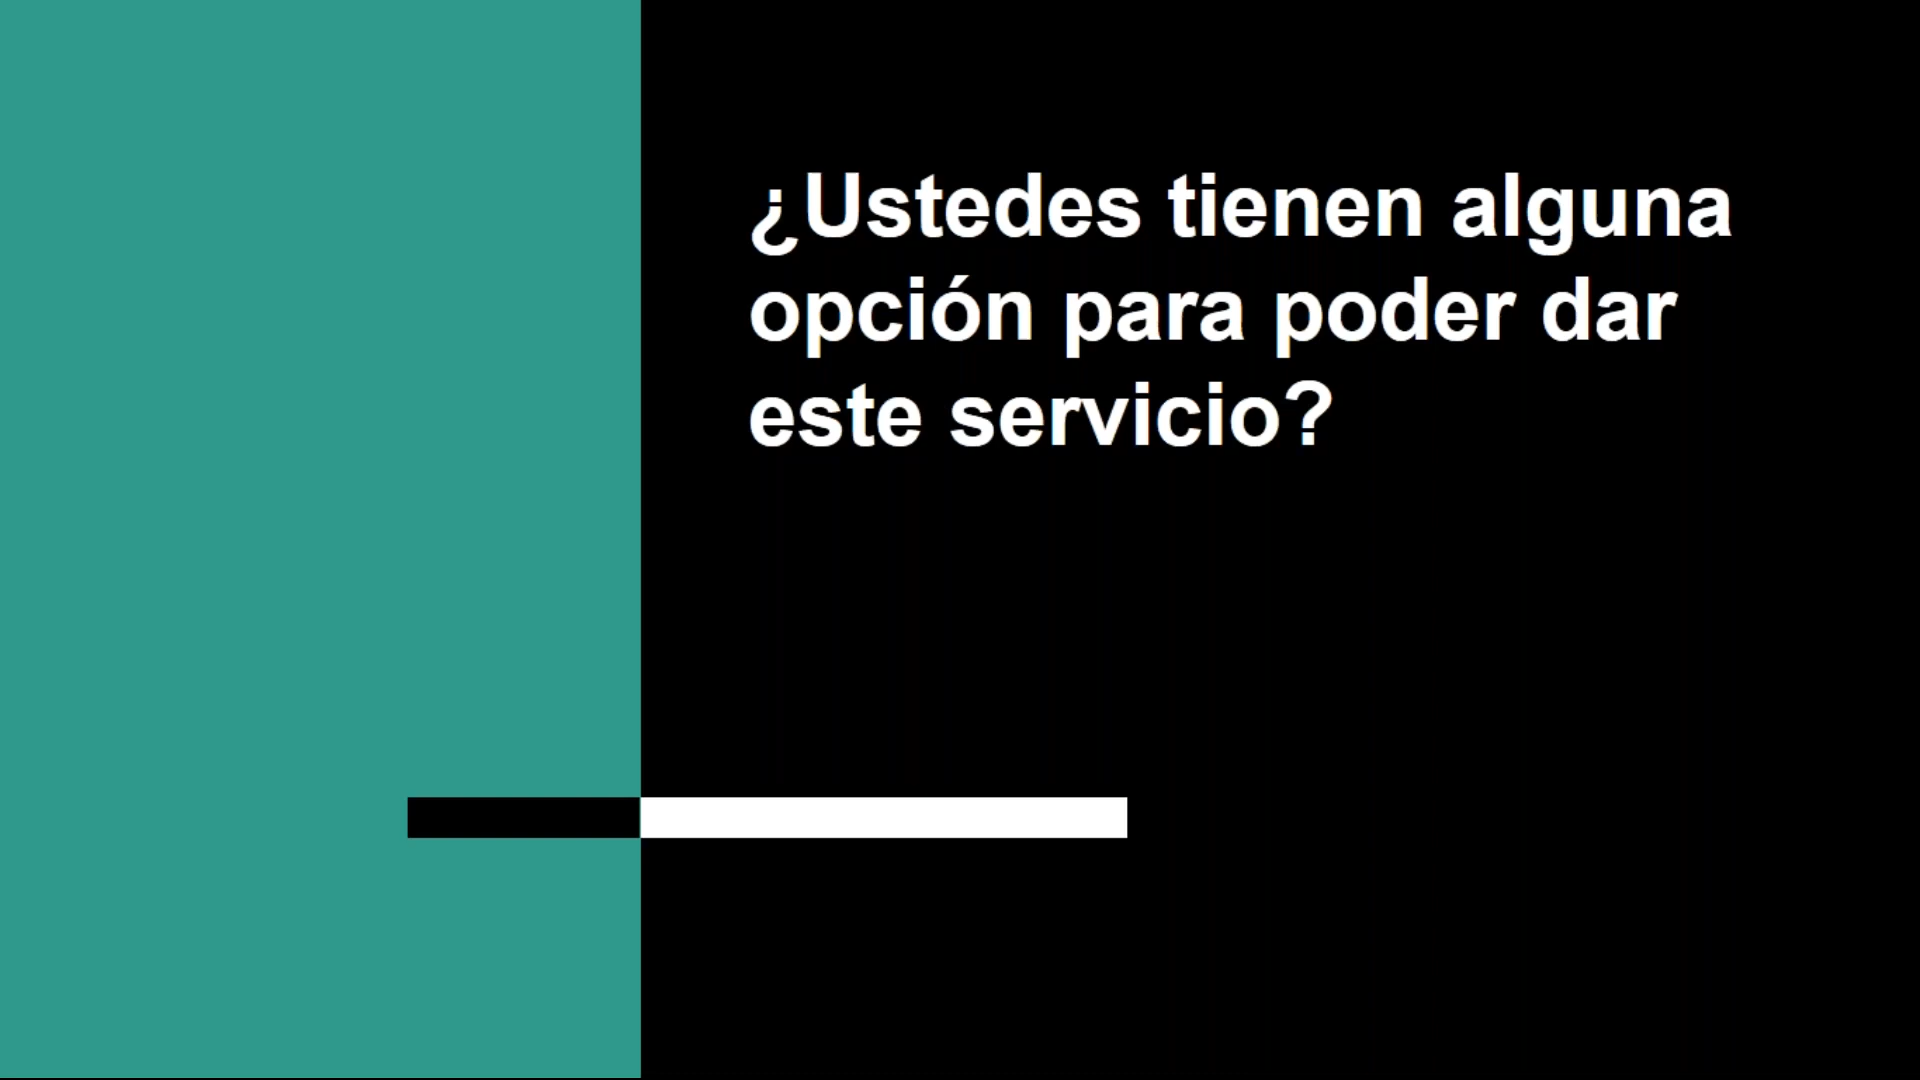 ¿Ustedes tienen alguna
opción para poder dar
este servicio?